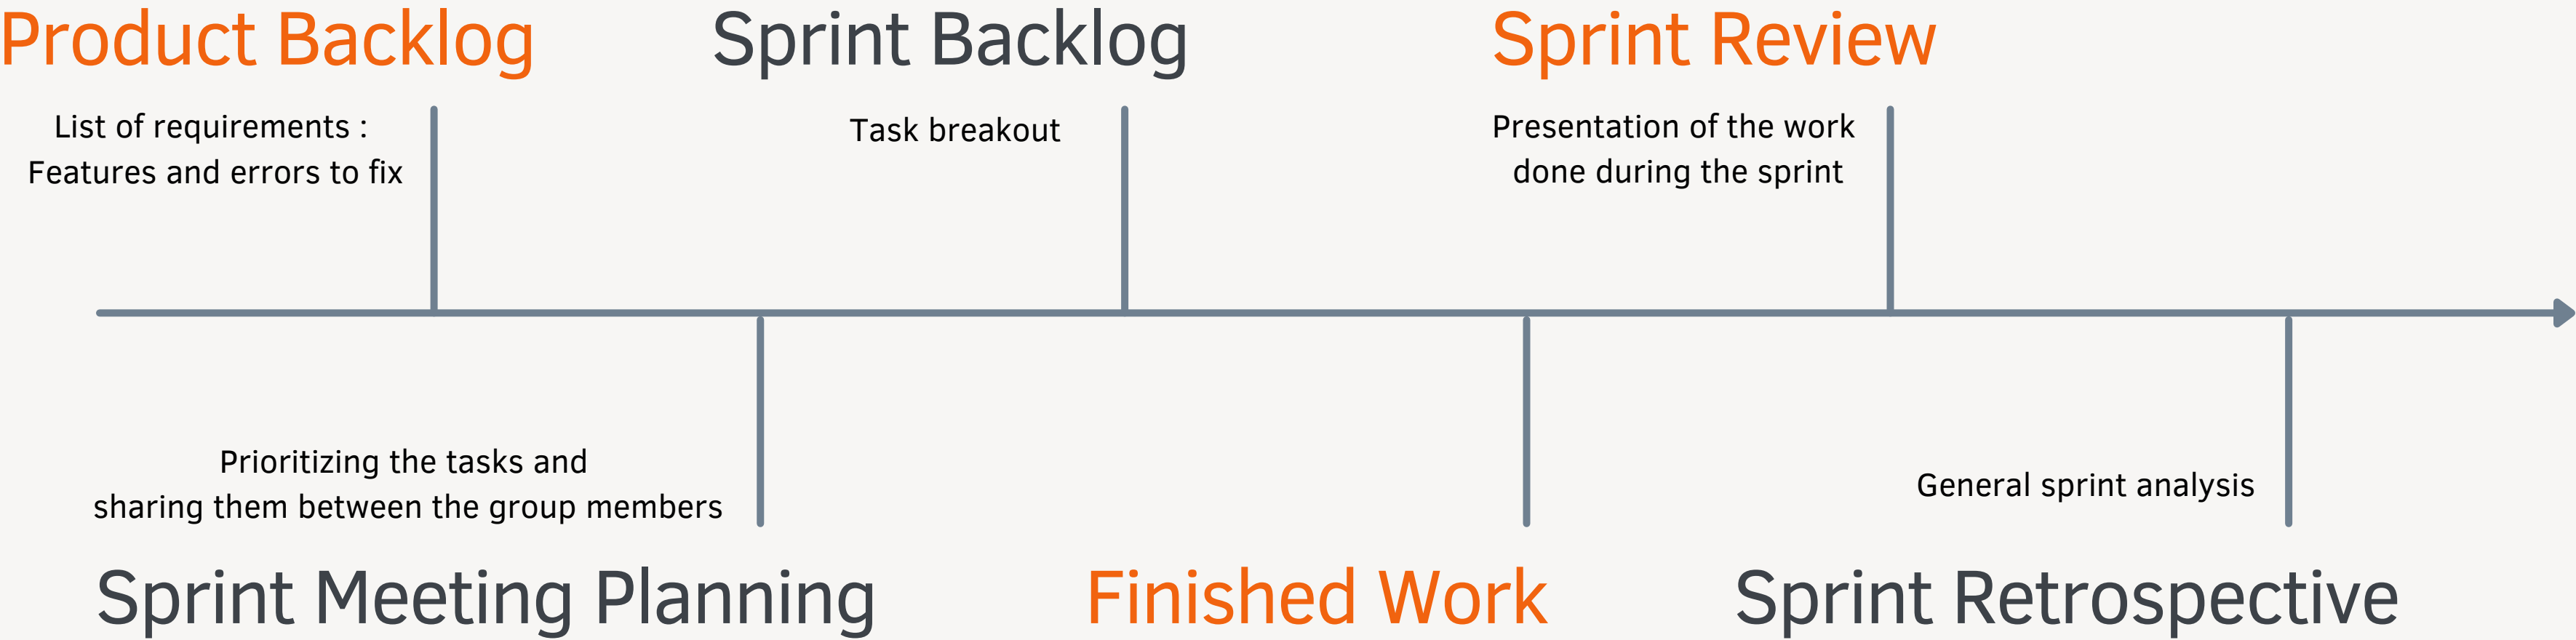 Product Backlog
List of requirements :
Features and errors to fix
Sprint Backlog
Task breakout
Sprint Review
Presentation of the work
done during the sprint
Prioritizing the tasks and
sharing them between the group members
Sprint Meeting Planning
Finished Work
General sprint analysis
Sprint Retrospective